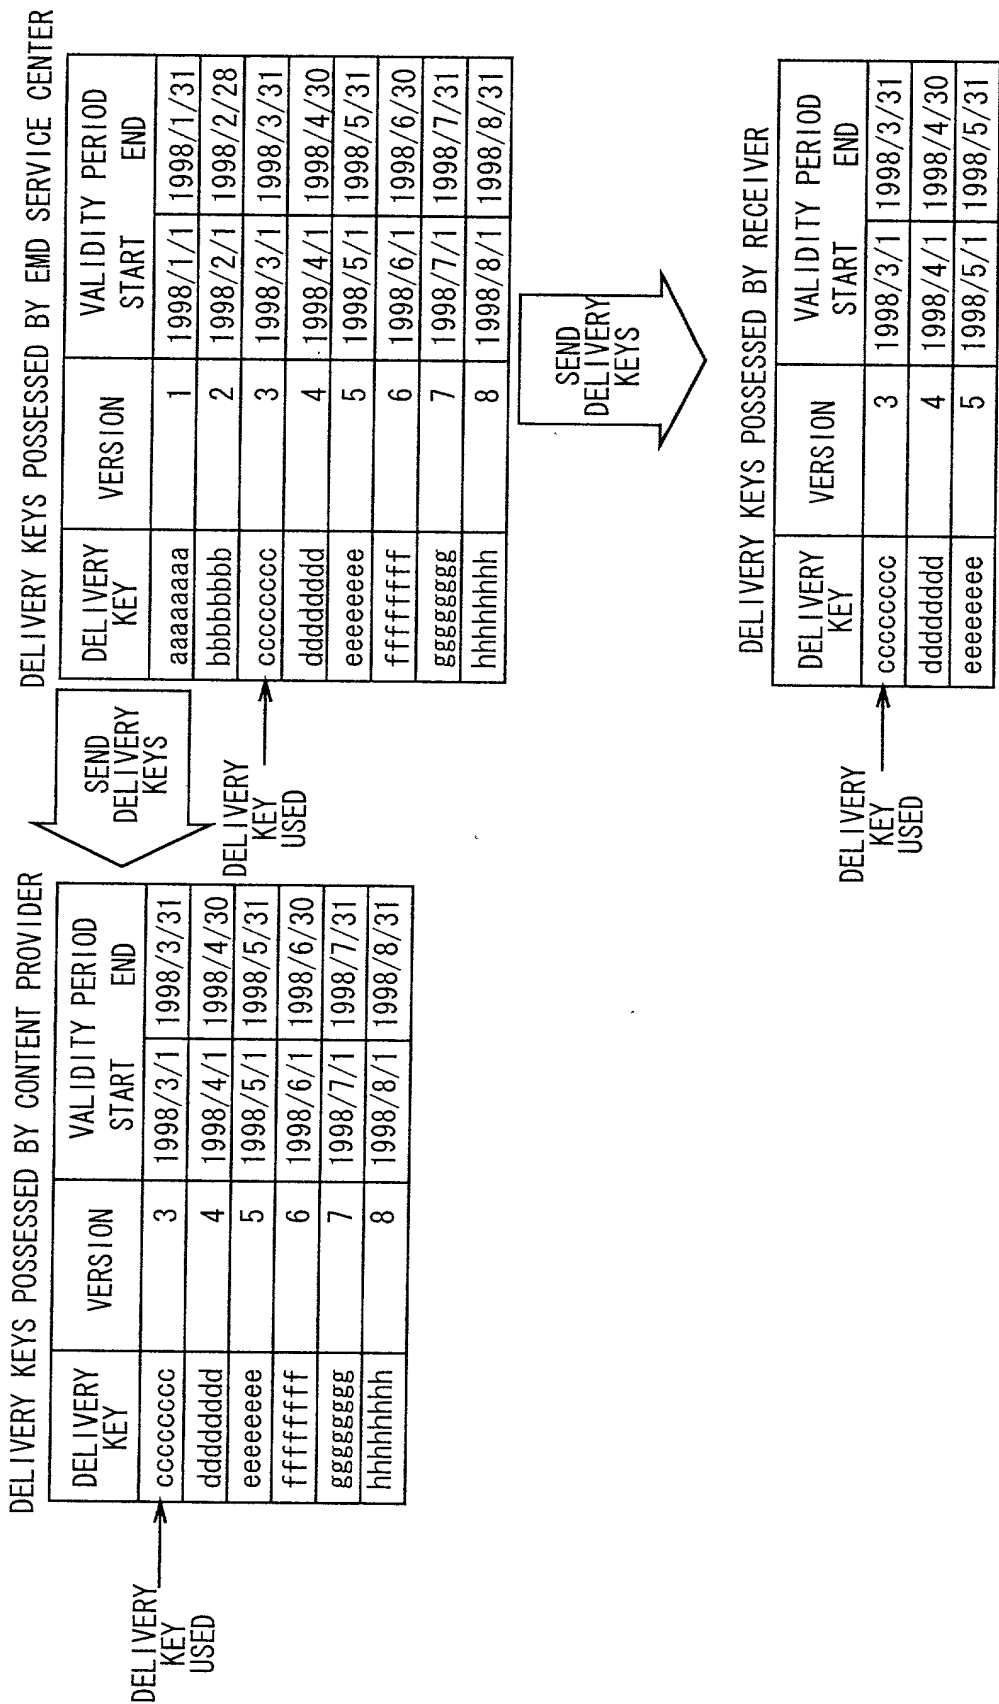 DELIVERY KEYS POSSESSED BY CONTENT PROVIDER
DELIVERY KEY VERSION VALIDITY PERIOD START END
cccccccc 3 1998/3/1 1998/3/31
dddddddd 4 1998/4/1 1998/4/30
eeeeeeee 5 1998/5/1 1998/5/31
ffffffff 6 1998/6/1 1998/6/30
gggggggg 7 1998/7/1 1998/7/31
hhhhhhhh 8 1998/8/1 1998/8/31
DELIVERY
KEY
USED
SEND
DELIVERY
KEYS
DELIVERY KEYS POSSESSED BY EMD SERVICE CENTER
DELIVERY KEY VERSION VALIDITY PERIOD START END
aaaaaaaa 1 1998/1/1 1998/1/31
bbbbbbbb 2 1998/2/1 1998/2/28
cccccccc 3 1998/3/1 1998/3/31
dddddddd 4 1998/4/1 1998/4/30
eeeeeeee 5 1998/5/1 1998/5/31
ffffffff 6 1998/6/1 1998/6/30
gggggggg 7 1998/7/1 1998/7/31
hhhhhhhh 8 1998/8/1 1998/8/31
DELIVERY
KEY
USED
SEND
DELIVERY
KEYS
DELIVERY KEYS POSSESSED BY RECEIVER
DELIVERY KEY VERSION VALIDITY PERIOD START END
cccccccc 3 1998/3/1 1998/3/31
dddddddd 4 1998/4/1 1998/4/30
eeeeeeee 5 1998/5/1 1998/5/31
DELIVERY
KEY
USED